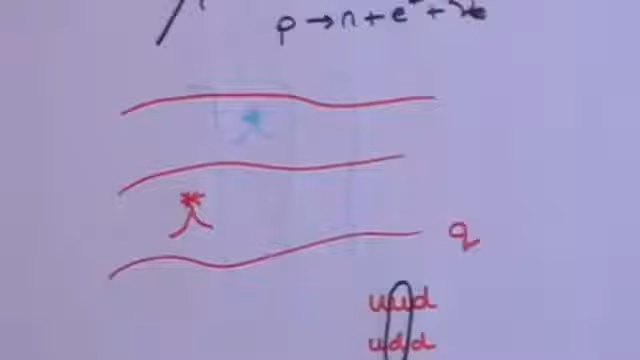 p → n + e⁺ + νe
q
uud
udd